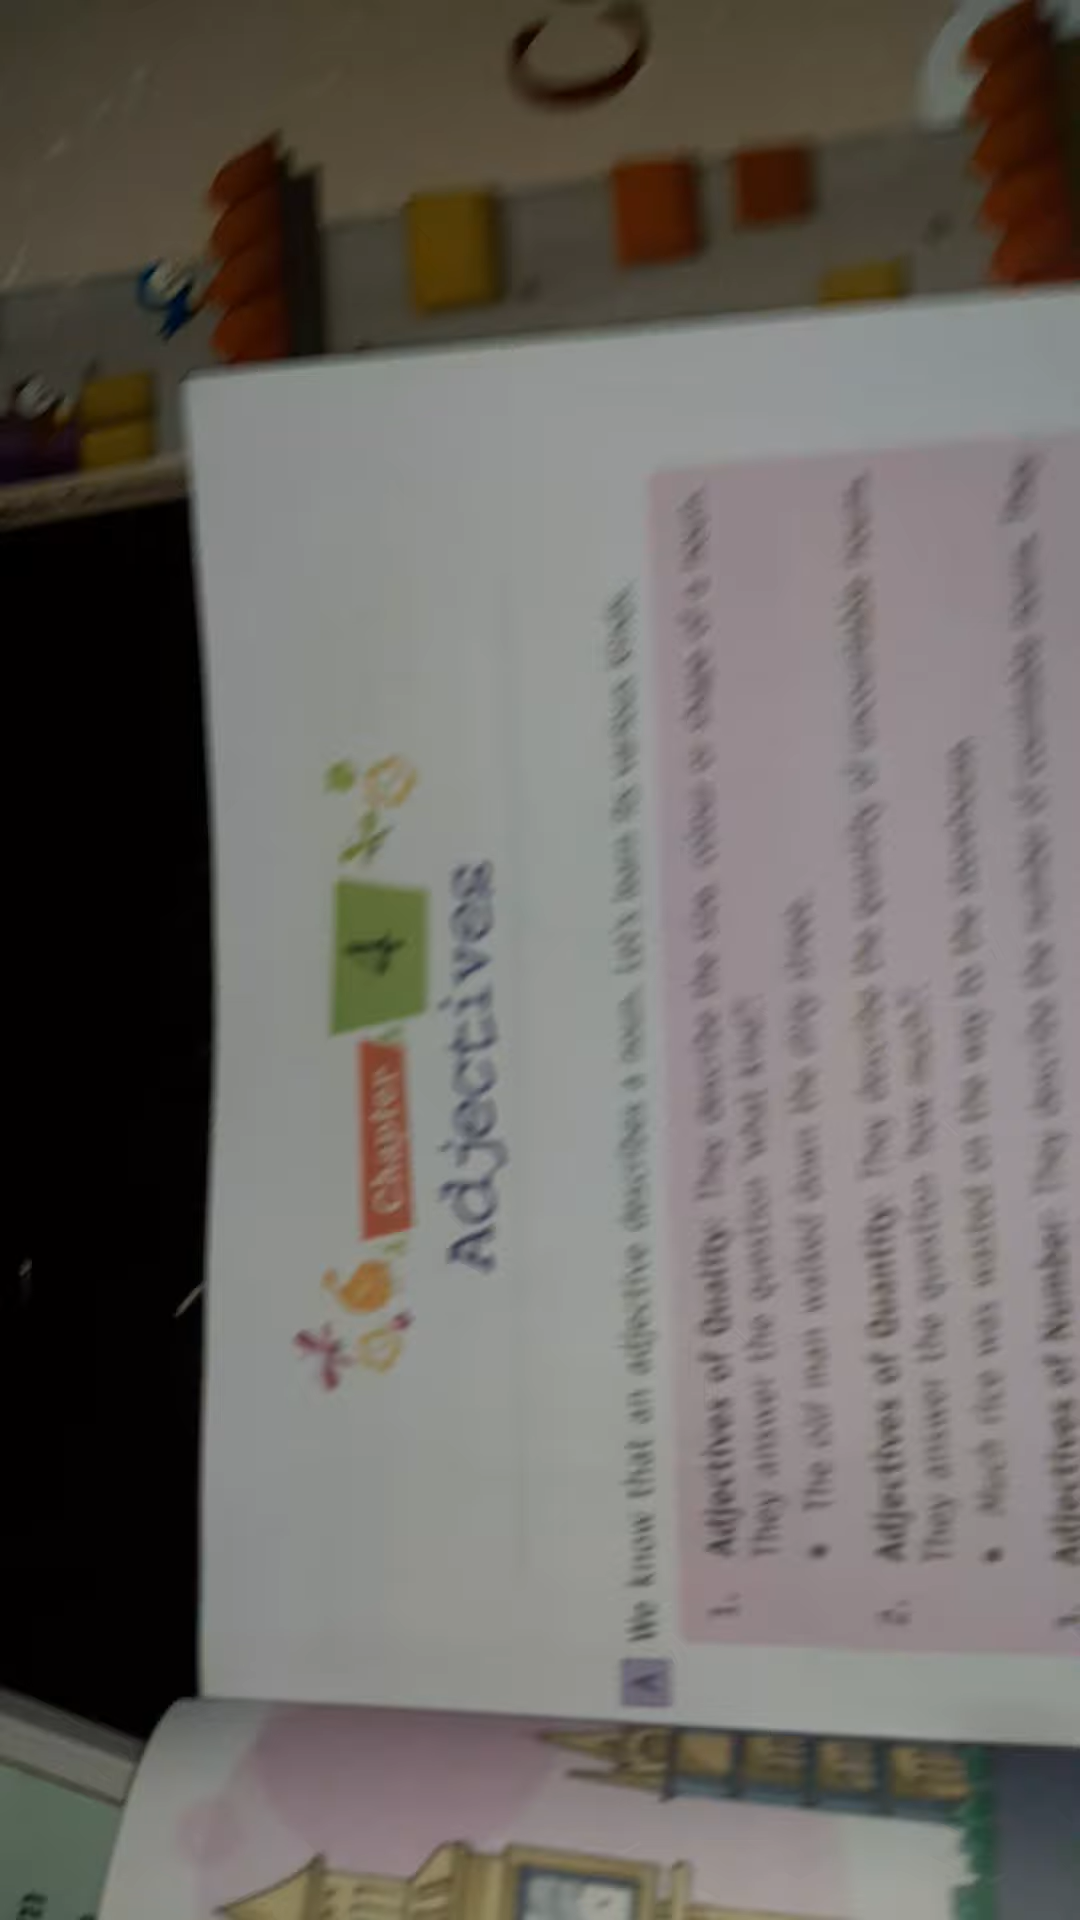 Chapter 4
Adjectives
A We know that an adjective describes a noun. Let's learn its various kinds.
1. Adjectives of Quality: They describe the size, colour or shape of a noun.
They answer the question 'what kind?'
• The old man walked down the street.
2. Adjectives of Quantity: They describe the quantity of uncountable nouns.
They answer the question 'how much?'
• Much rice was wasted on the way to the
3. Adjectives of Number: They describe the number of countable nouns. They